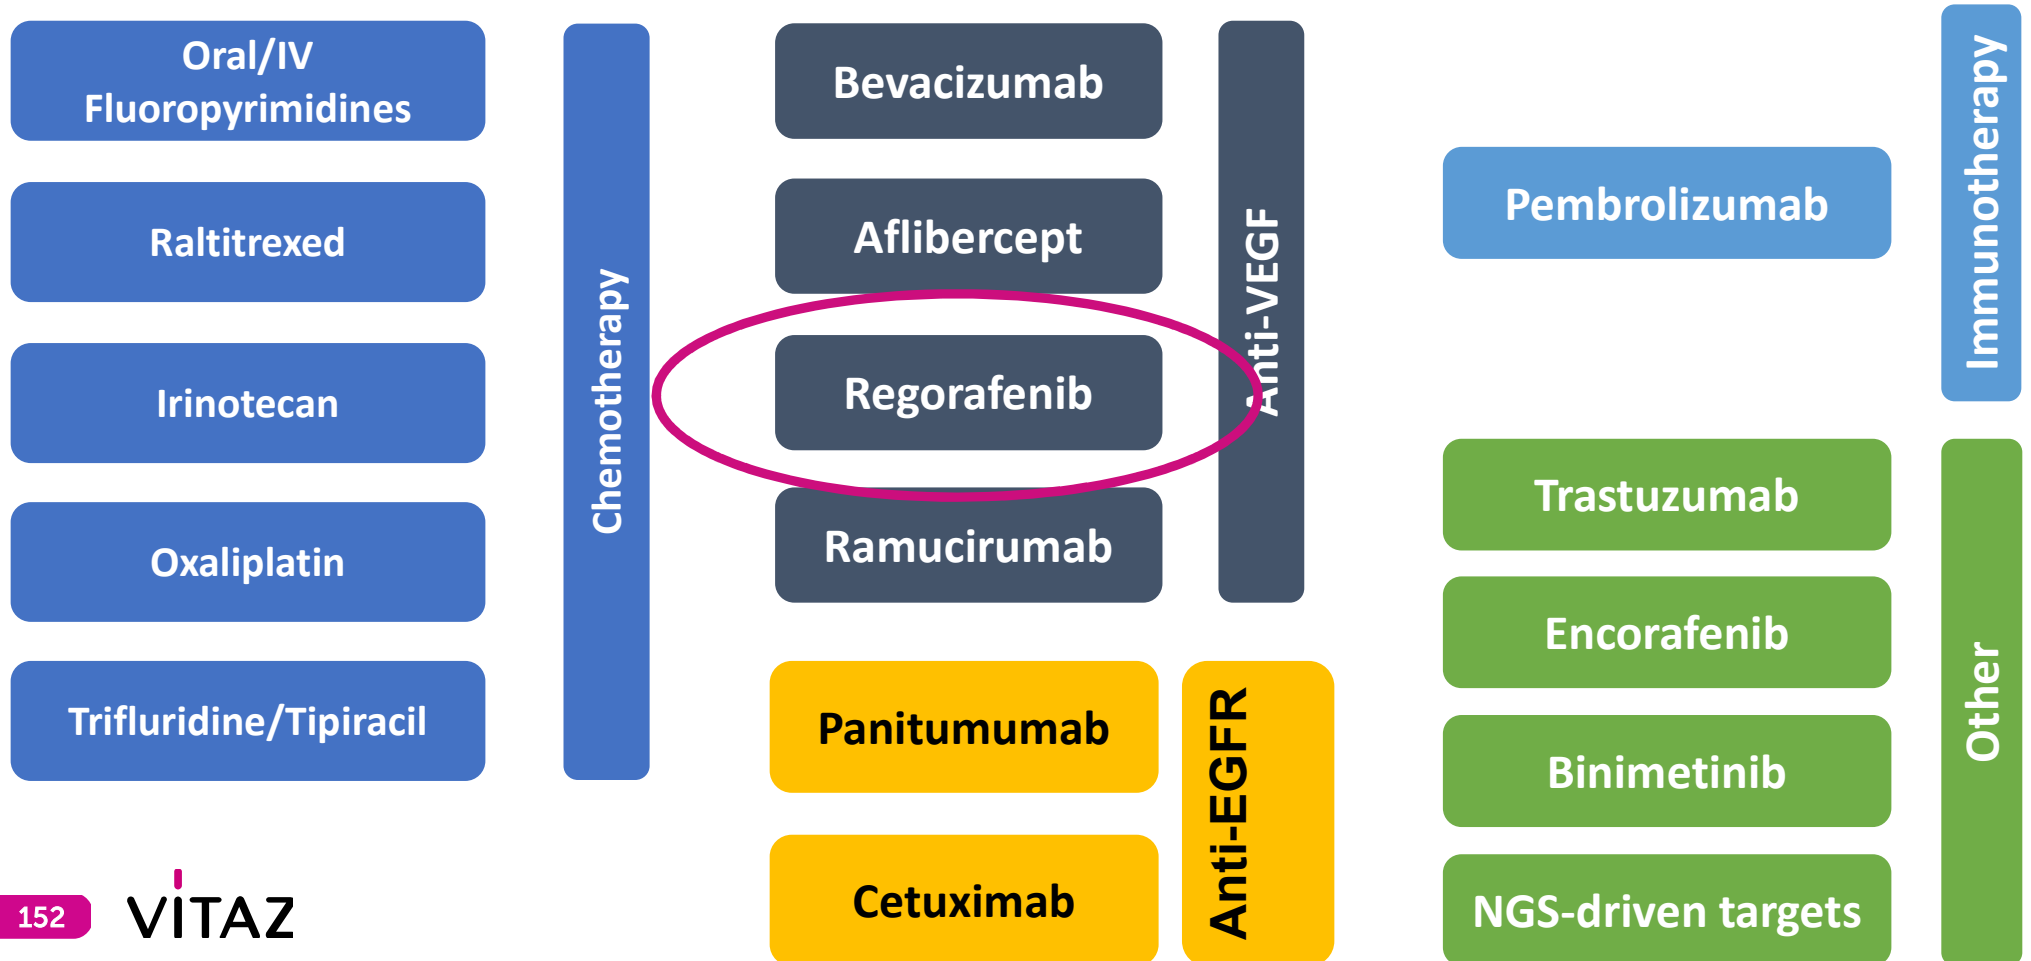 Oral/IV
Fluoropyrimidines
Raltitrexed
Irinotecan
Oxaliplatin
Trifluridine/Tipiracil
Chemotherapy
Bevacizumab
Aflibercept
Regorafenib
Ramucirumab
Anti-VEGF
Panitumumab
Cetuximab
Anti-EGFR
Pembrolizumab
Immunotherapy
Trastuzumab
Encorafenib
Binimetinib
NGS-driven targets
Other
152
VITAZ